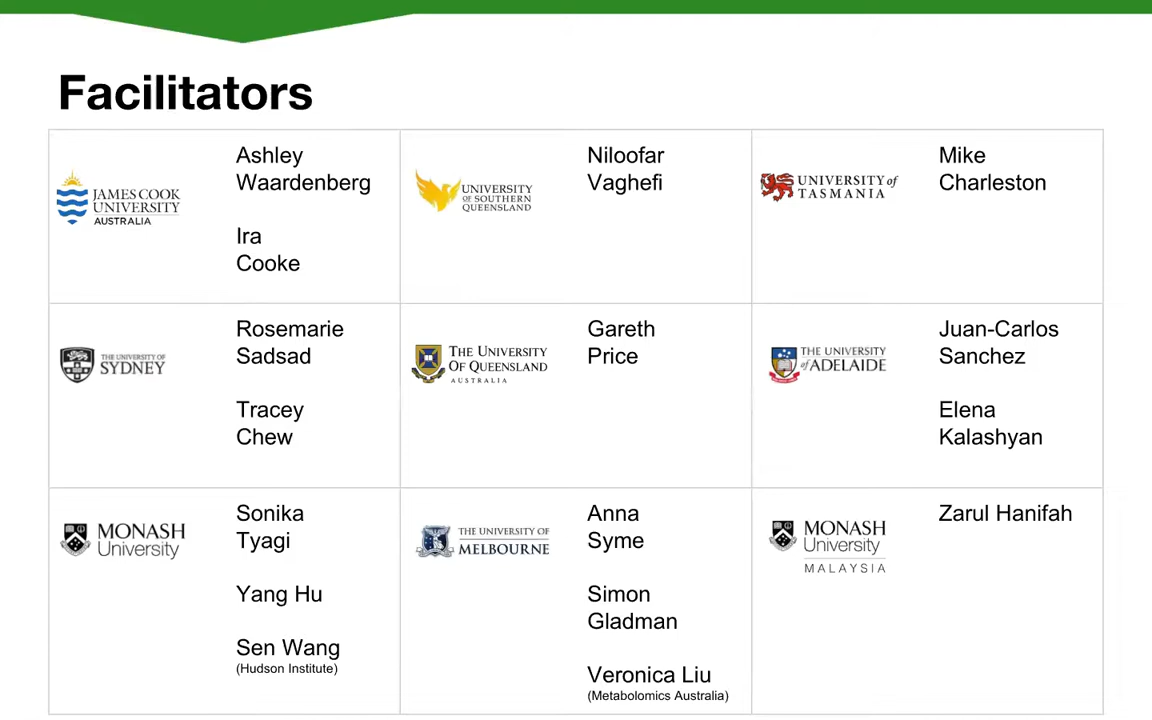 Facilitators
JAMES COOK
UNIVERSITY
AUSTRALIA
Ashley
Waardenberg
Ira
Cooke
UNIVERSITY
OF SOUTHERN
QUEENSLAND
Niloofar
Vaghefi
UNIVERSITY of
TASMANIA
Mike
Charleston
THE UNIVERSITY OF
SYDNEY
Rosemarie
Sadsad
Tracey
Chew
THE UNIVERSITY
OF QUEENSLAND
AUSTRALIA
Gareth
Price
THE UNIVERSITY
of ADELAIDE
Juan-Carlos
Sanchez
Elena
Kalashyan
MONASH
University
Sonika
Tyagi
Yang Hu
Sen Wang
(Hudson Institute)
THE UNIVERSITY OF
MELBOURNE
Anna
Syme
Simon
Gladman
Veronica Liu
(Metabolomics Australia)
MONASH
University
MALAYSIA
Zarul Hanifah